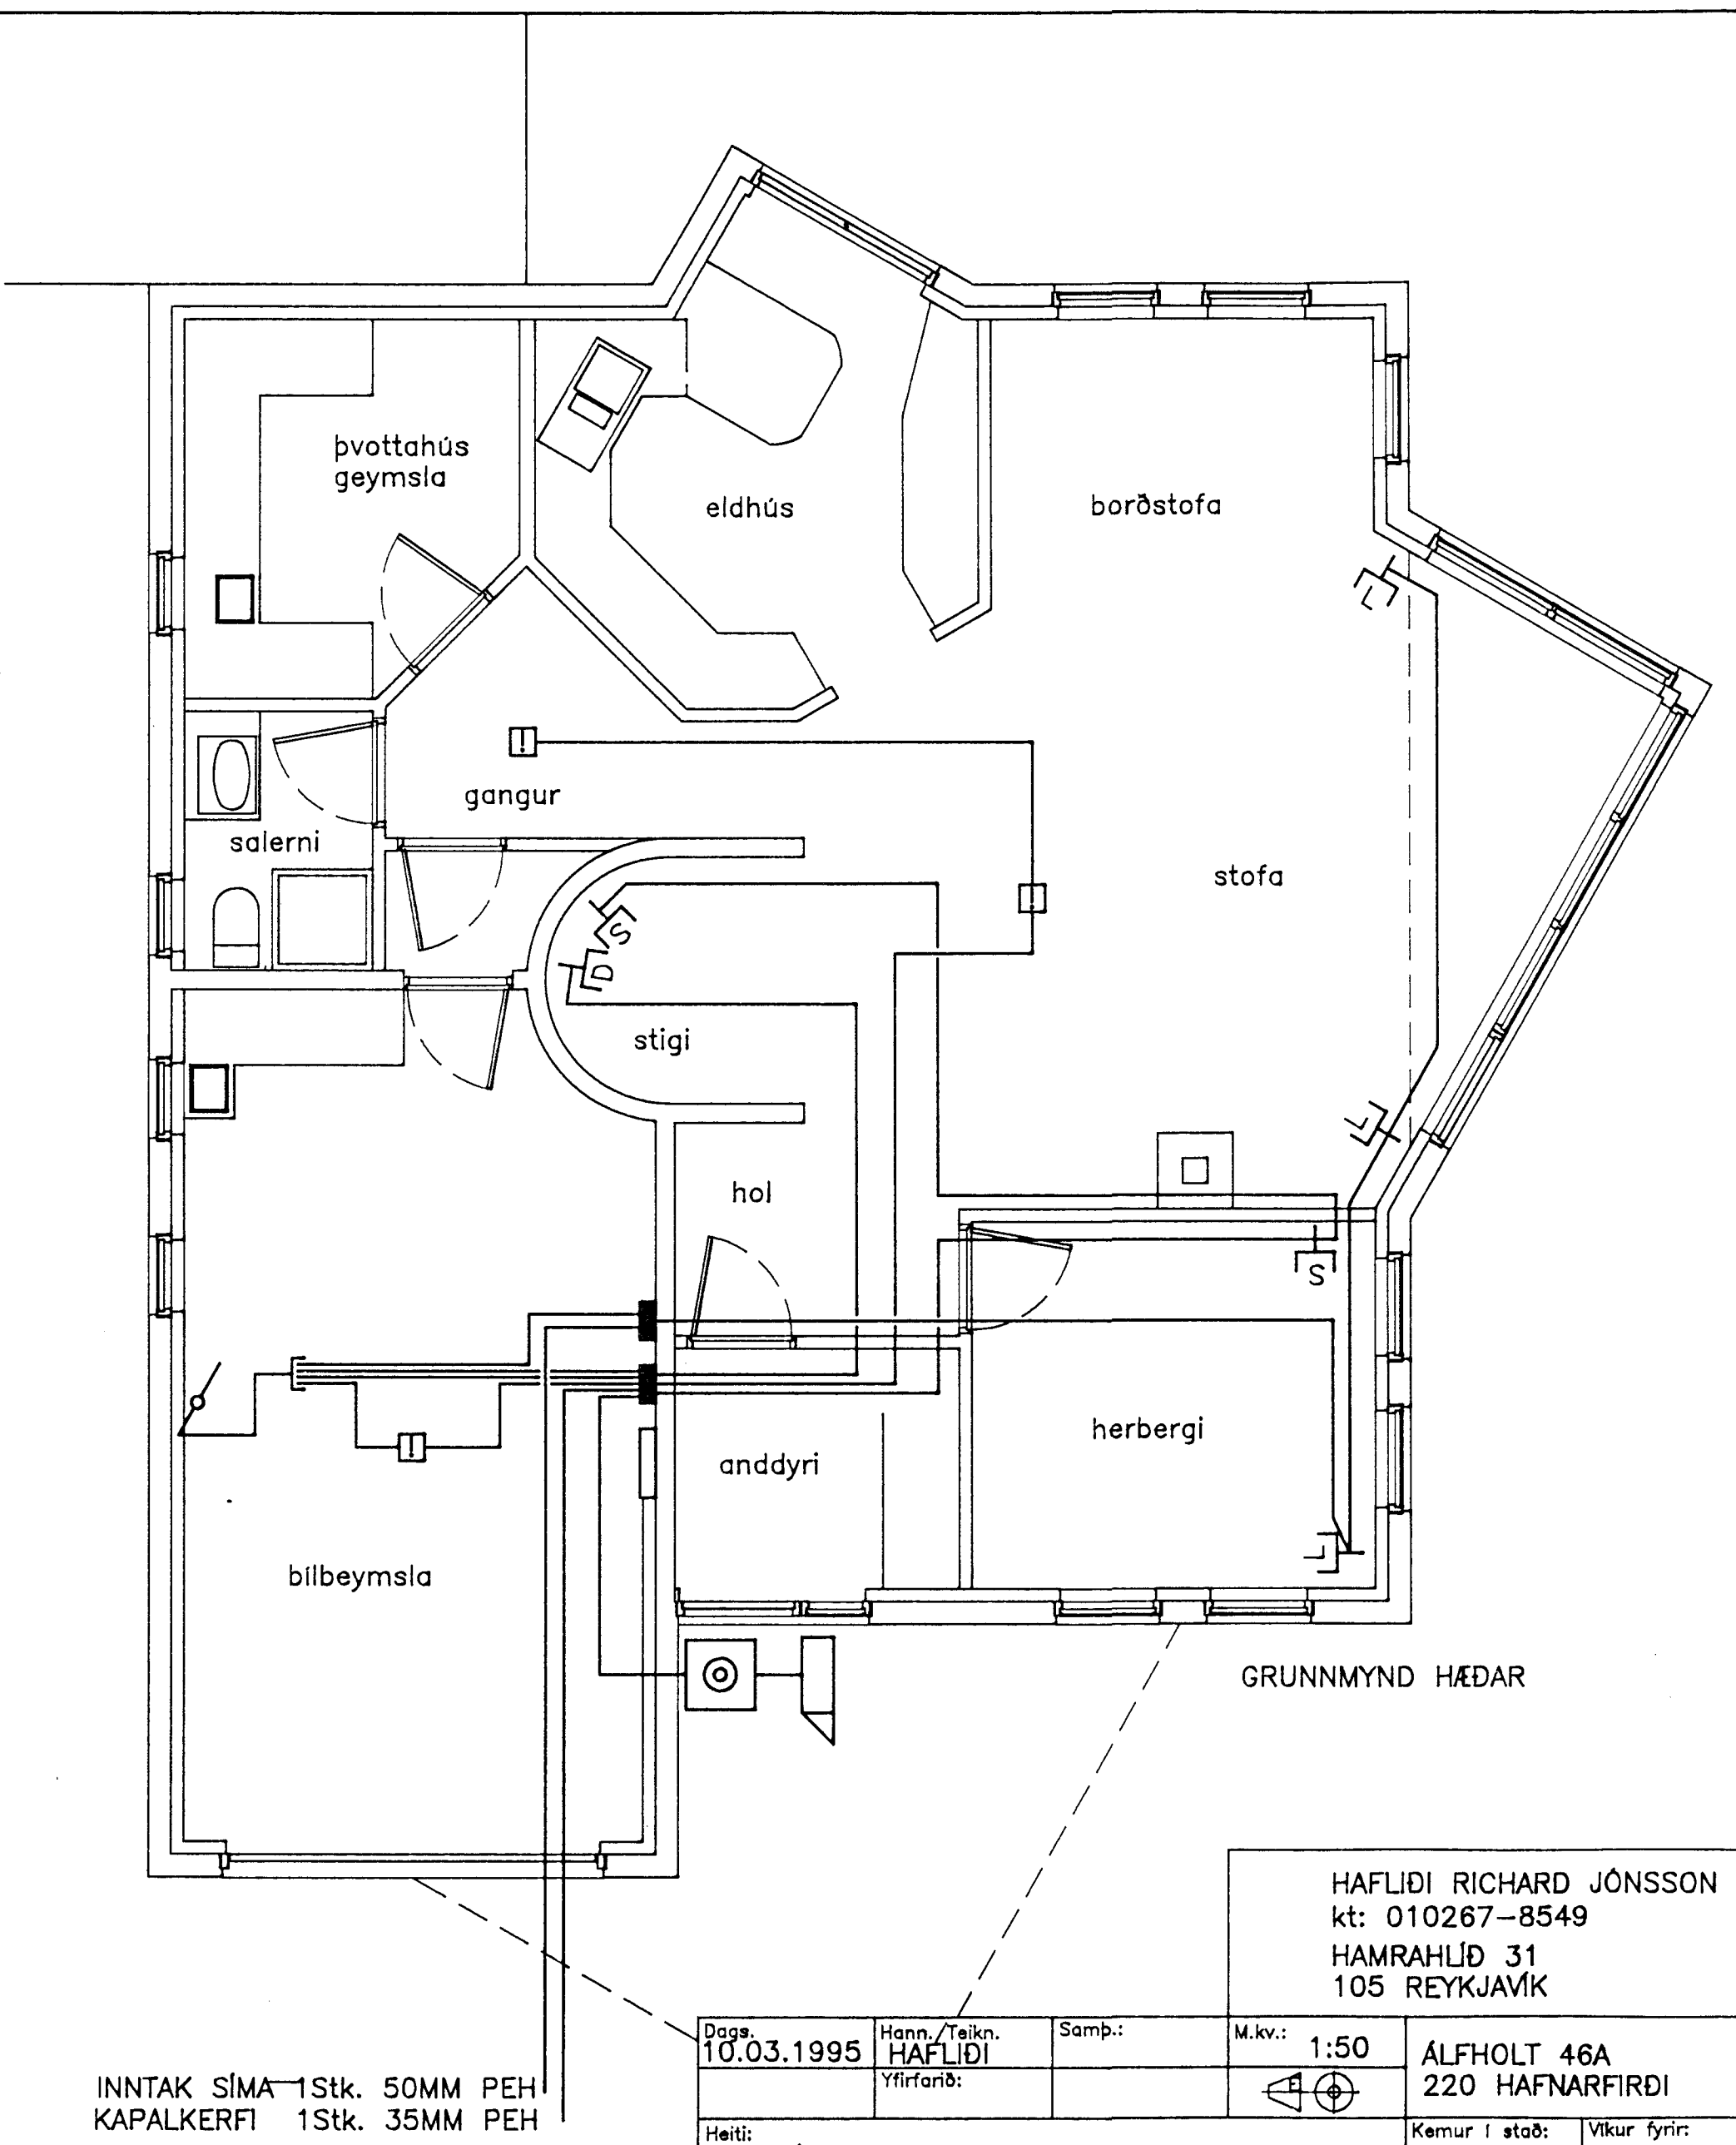 þvottahús
geymsla
eldhús
borðstofa
L
!
gangur
salerni
stofa
S
D
stigi
L
hol
S
herbergi
!
anddyri
L
bílbeymsla
GRUNNMYND HÆÐAR
HAFLIÐI RICHARD JÓNSSON
kt: 010267-8549
HAMRAHLÍÐ 31
105 REYKJAVÍK
Dags. Hann./Teikn. Samþ.: M.kv.:
10.03.1995 HAFLIÐI 1:50
ÁLFHOLT 46A
220 HAFNARFIRÐI
Yfirfarið:
E
INNTAK SÍMA 1Stk. 50MM PEH
KAPALKERFI 1Stk. 35MM PEH
Heiti:
Kemur í stað: Víkur fyrir: